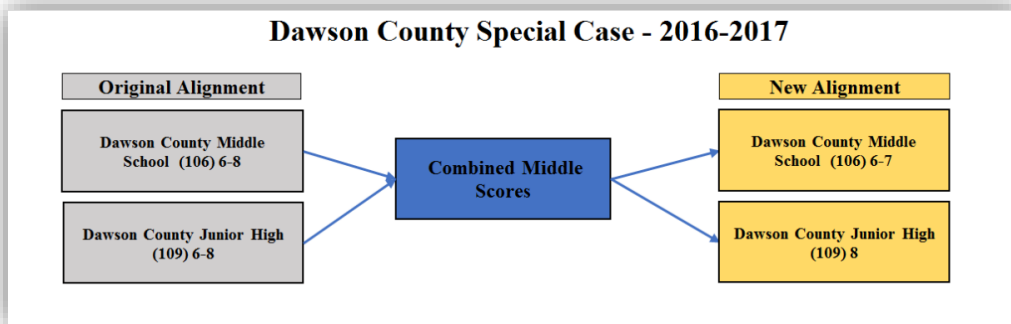 Dawson County Special Case - 2016-2017
Original Alignment
Dawson County Middle
School (106) 6-8
Dawson County Junior High
(109) 6-8
Combined Middle
Scores
New Alignment
Dawson County Middle
School (106) 6-7
Dawson County Junior High
(109) 8